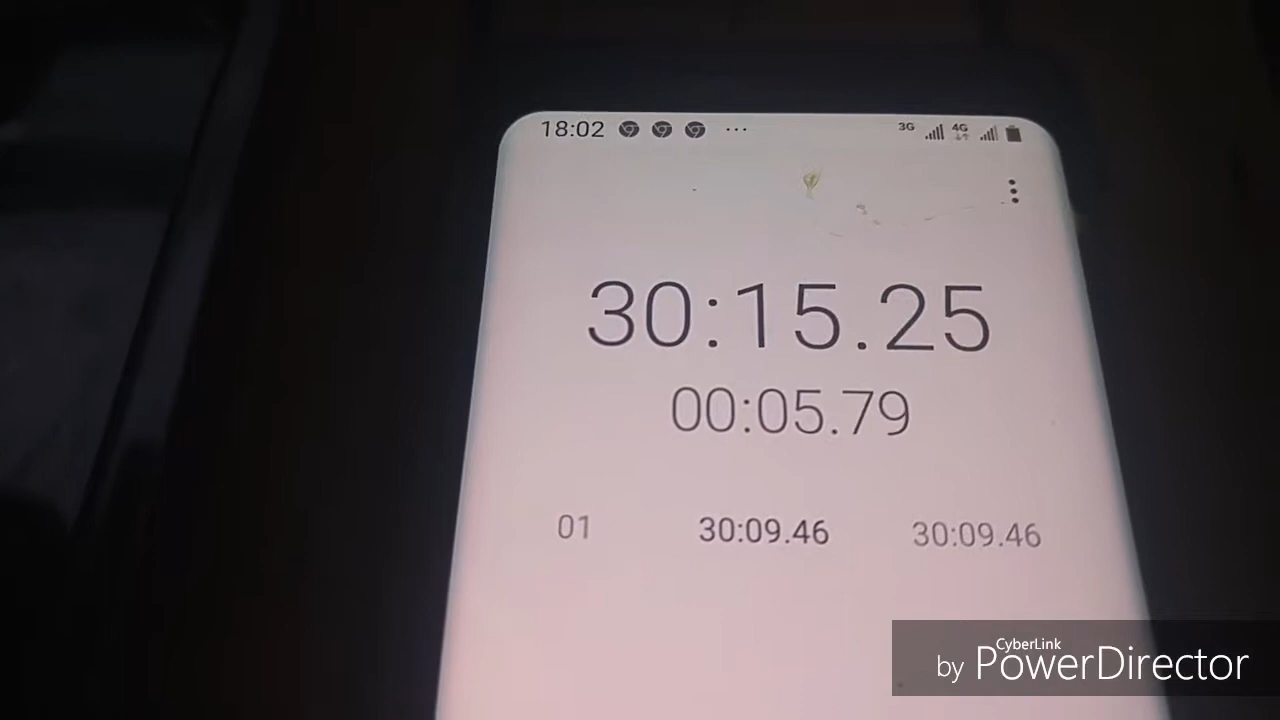 18:02 ... 3G 4G
30:15.25
00:05.79
01 30:09.46 30:09.46
CyberLink
by PowerDirector